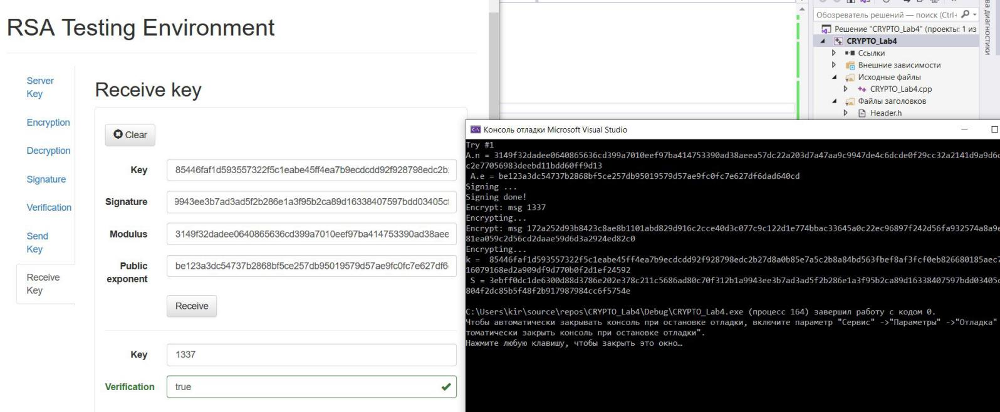 RSA Testing Environment
Server
Key
Encryption
Decryption
Signature
Verification
Send
Key
Receive
Key
Receive key
Clear
Key 85446faf1d593557322f5c1eabe45ff4ea7b9ecdcdd92f928798edc2b
Signature 9943ee3b7ad3ad5f2b286e1a3f95b2ca89d16338407597bdd03405c
Modulus 3149f32dadee0640865636cd399a7010eef97ba414753390ad38aee
Public
exponent be123a3dc54737b2868bf5ce257db95019579d57ae9fc0fc7e627df6
Receive
Key 1337
Verification true
Обозреватель решений — поиск (Ctrl+
Решение "CRYPTO_Lab4" (проекты: 1 из
CRYPTO_Lab4
Ссылки
Внешние зависимости
Исходные файлы
CRYPTO_Lab4.cpp
Файлы заголовков
Header.h
диагностики
Консоль отладки Microsoft Visual Studio
Try #1
A.n = 3149f32dadee0640865636cd399a7010eef97ba414753390ad38aeea57dc22a203d7a47aa9c9947de4c6dcde0f29cc32a2141d9a9d6
c2e77056983deebd11bdd60ff9d13
A.e = be123a3dc54737b2868bf5ce257db95019579d57ae9fc0fc7e627df6dad640cd
Signing ...
Signing done!
Encrypt: msg 1337
Encrypting...
Encrypt: msg 172a252d93b8423c8ae8b1101abd829d916c2cce40d3c077c9c122d1e774bbac33645a0c22ec96897f242d56fa932574a8a9
81ea059c2d56cd2daae59d6d3a2924ed82c0
Encrypting...
k = 85446faf1d593557322f5c1eabe45ff4ea7b9ecdcdd92f928798edc2b27d8a0b85e7a5c2b8a84bd563fbef8af3fcf0eb826680185aec7
16079168ed2a909df9d770b0f2d1ef24592
S = 3ebff0dc1de6300d88d3786e202e378c211c5686ad80c70f312b1a9943ee3b7ad3ad5f2b286e1a3f95b2ca89d16338407597bdd03405
804f2dc85b5f48f2b917987984cc6f5754e
C:\Users\kir\source\repos\CRYPTO_Lab4\Debug\CRYPTO_Lab4.exe (процесс 164) завершил работу с кодом 0.
Чтобы автоматически закрывать консоль при остановке отладки, включите параметр "Сервис" ->"Параметры" ->"Отладка"
томатически закрыть консоль при остановке отладки".
Нажмите любую клавишу, чтобы закрыть это окно…